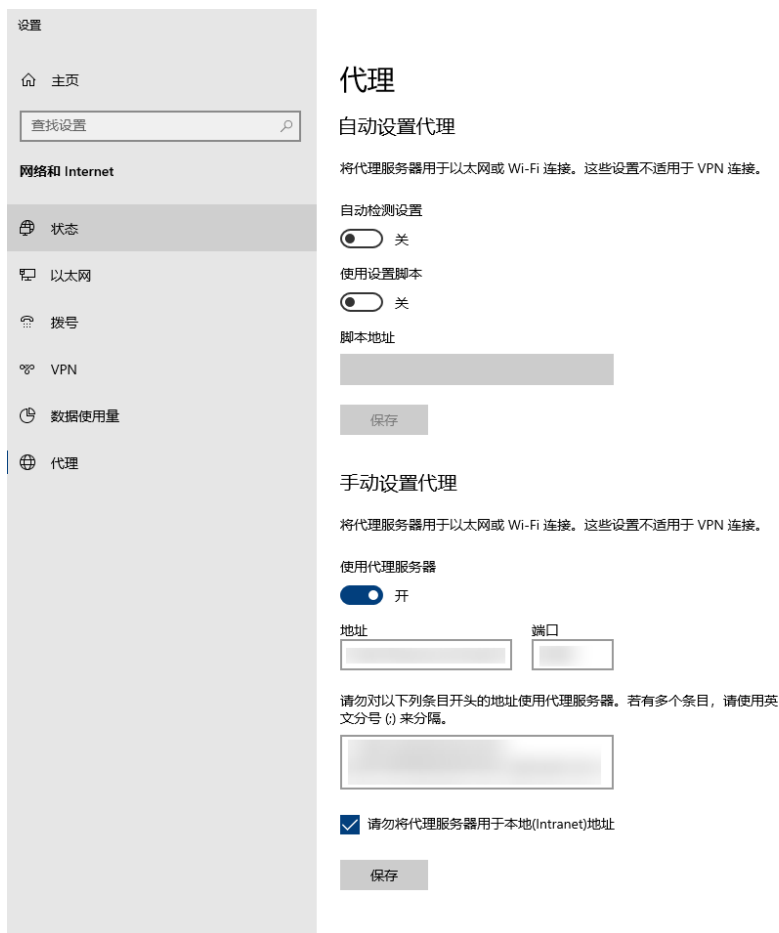 设置
主页
查找设置
网络和 Internet
状态
以太网
拨号
VPN
数据使用量
代理
代理
自动设置代理
将代理服务器用于以太网或 Wi-Fi 连接。这些设置不适用于 VPN 连接。
自动检测设置
关
使用设置脚本
关
脚本地址
保存
手动设置代理
将代理服务器用于以太网或 Wi-Fi 连接。这些设置不适用于 VPN 连接。
使用代理服务器
开
地址 端口
请勿对以下列条目开头的地址使用代理服务器。若有多个条目，请使用英
文分号 (;) 来分隔。
请勿将代理服务器用于本地(Intranet)地址
保存